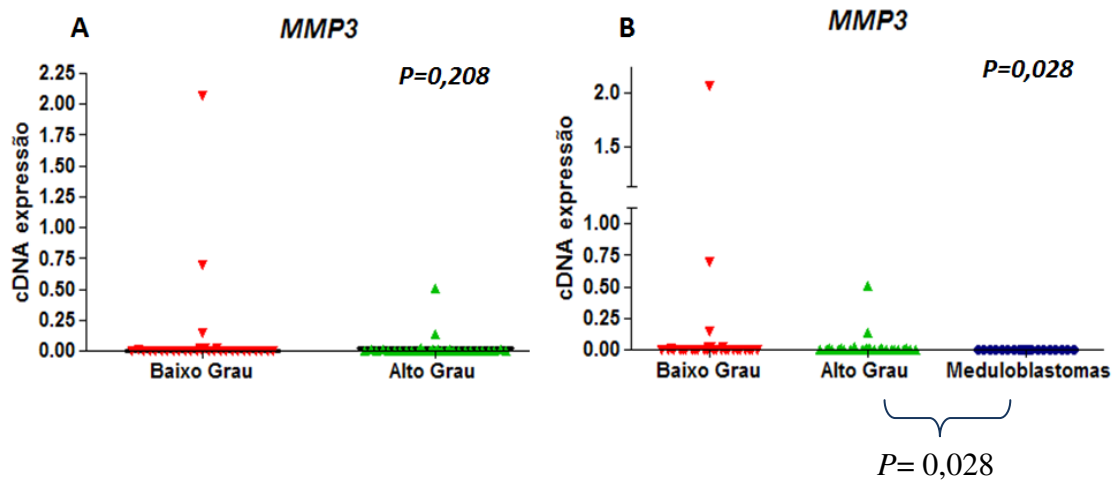 A
MMP3
P=0,208
cDNA expressão
2.25
2.00
1.75
1.50
1.25
1.00
0.75
0.50
0.25
0.00
Baixo Grau Alto Grau
B
MMP3
P=0,028
cDNA expressão
2.0
1.5
1.00
0.75
0.50
0.25
0.00
Baixo Grau Alto Grau Meduloblastomas
P= 0,028